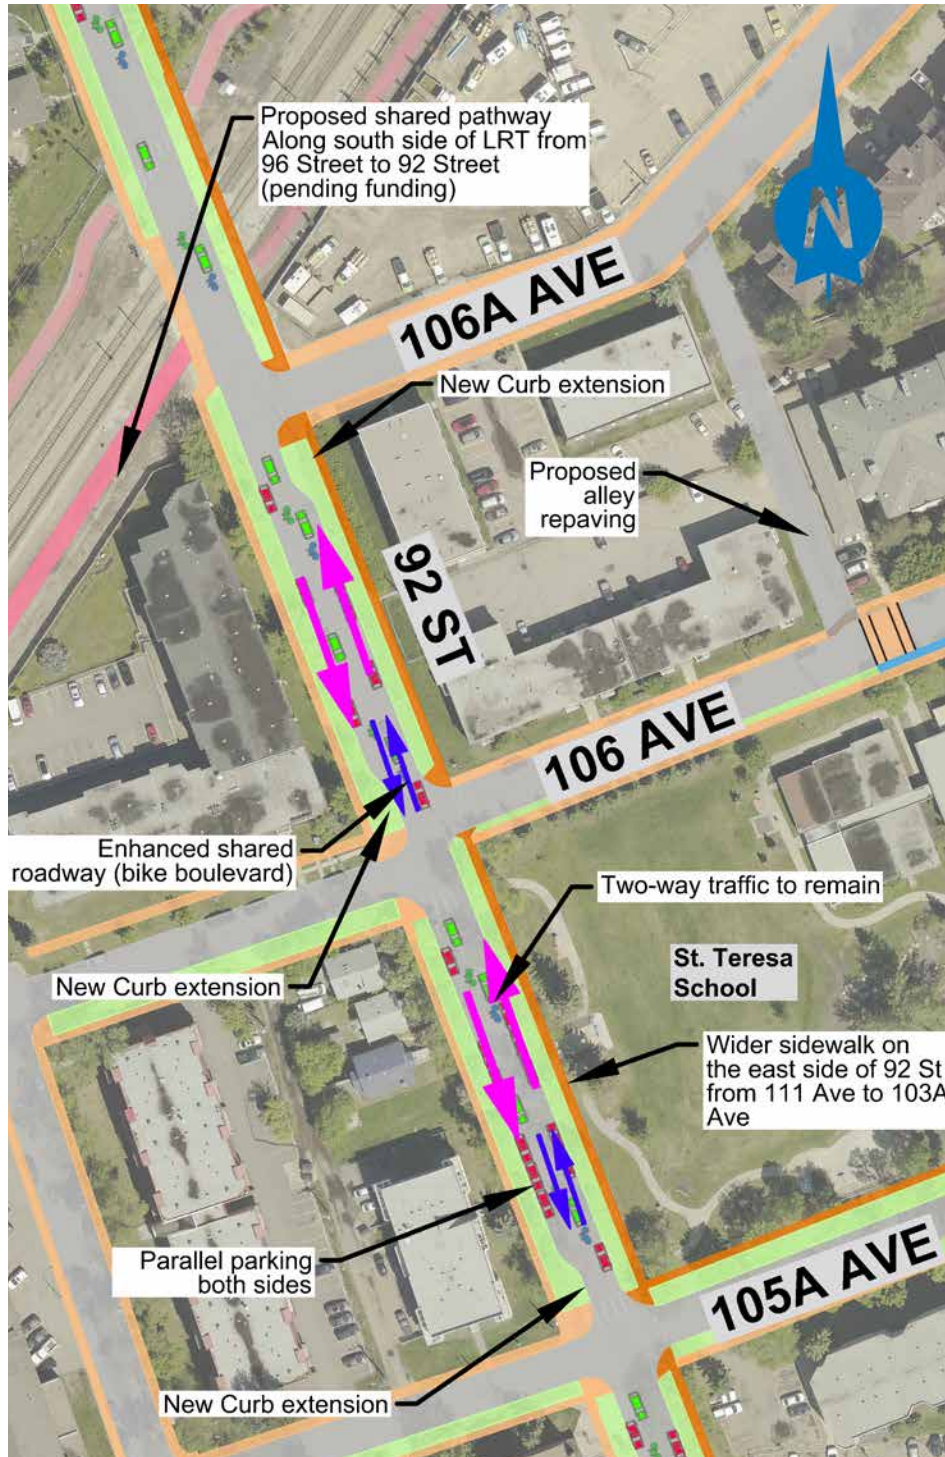 Proposed shared pathway
Along south side of LRT from
96 Street to 92 Street
(pending funding)
N
106A AVE
New Curb extension
Proposed
alley
repaving
92 ST
106 AVE
Enhanced shared
roadway (bike boulevard)
Two-way traffic to remain
St. Teresa
School
New Curb extension
Wider sidewalk on
the east side of 92 St
from 111 Ave to 103A
Ave
Parallel parking
both sides
105A AVE
New Curb extension